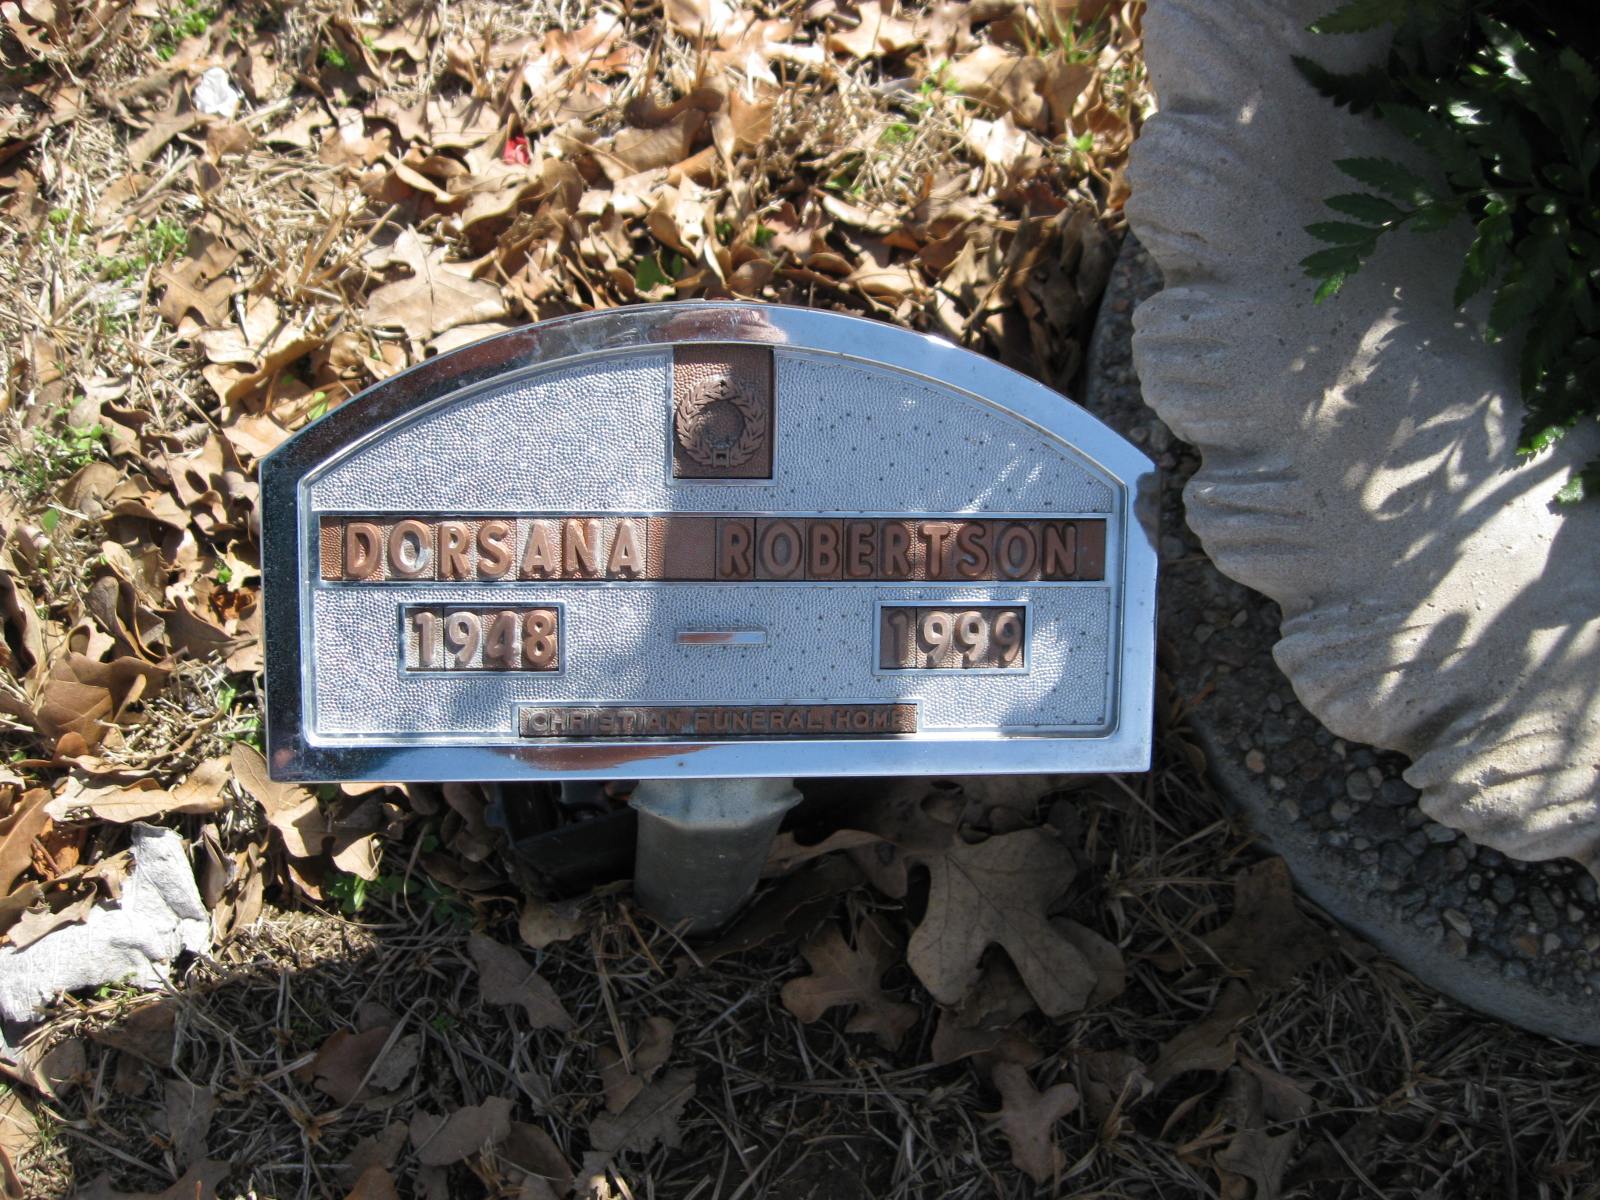 DORSANA ROBERTSON
1948 — 1999
CHRISTIAN FUNERAL HOME